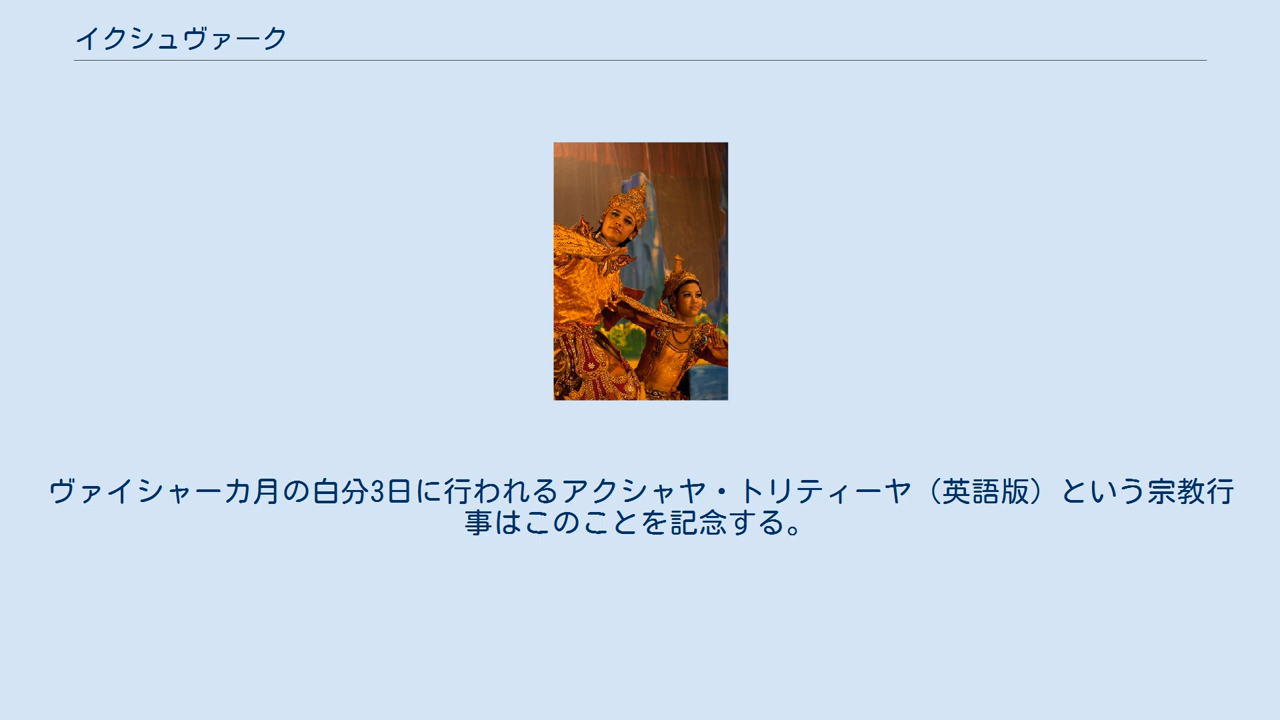 イクシュヴァーク
ヴァイシャーカ月の白分3日に行われるアクシャヤ・トリティーヤ（英語版）という宗教行
事はこのことを記念する。